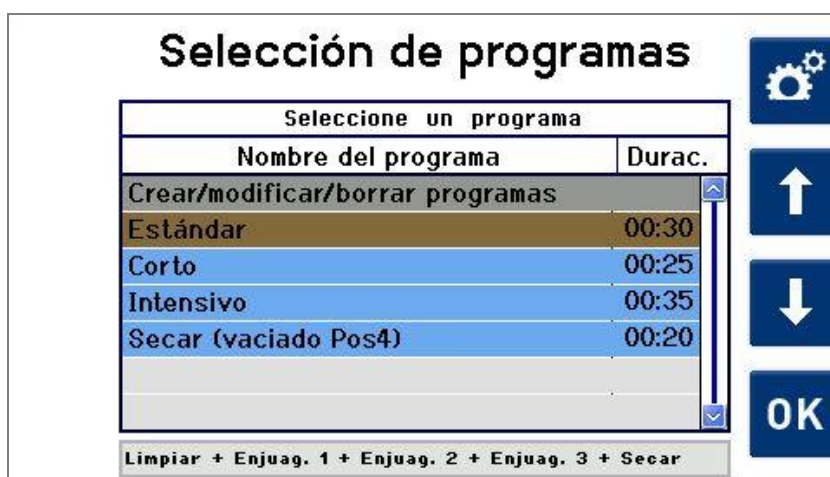 Selección de programas
Seleccione un programa
Nombre del programa Durac.
Crear/modificar/borrar programas
Estándar 00:30
Corto 00:25
Intensivo 00:35
Secar (vaciado Pos4) 00:20
OK
Limpiar + Enjuag. 1 + Enjuag. 2 + Enjuag. 3 + Secar